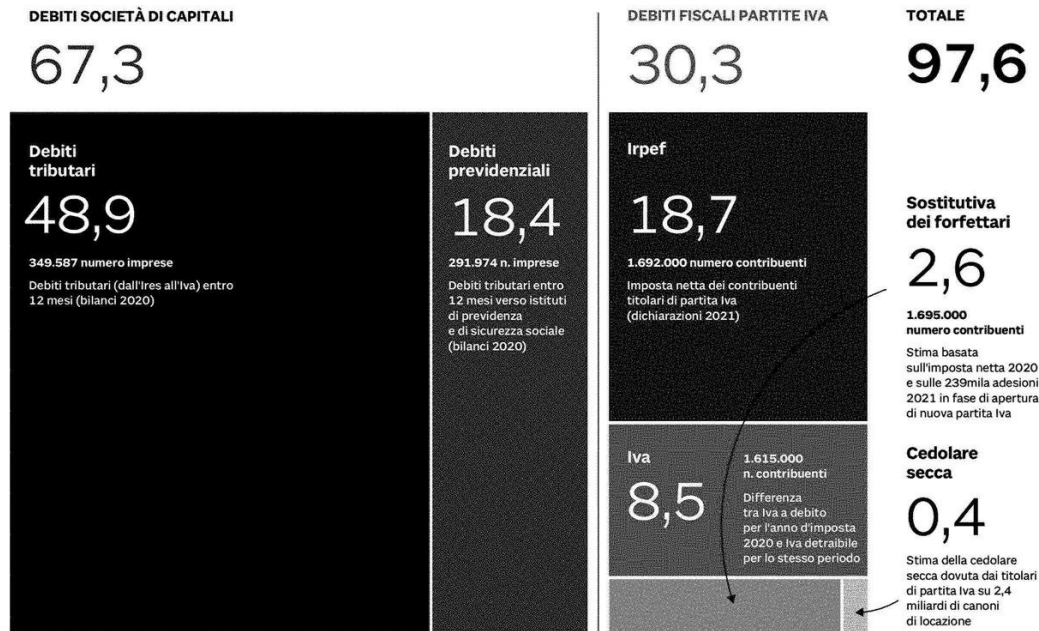 DEBITI SOCIETÀ DI CAPITALI
67,3
Debiti
tributari
48,9
349.587 numero imprese
Debiti tributari (dall'Ires all'Iva) entro
12 mesi (bilanci 2020)
Debiti
previdenziali
18,4
291.974 n. imprese
Debiti tributari entro
12 mesi verso istituti
di previdenza
e di sicurezza sociale
(bilanci 2020)
DEBITI FISCALI PARTITE IVA
30,3
Irpef
18,7
1.692.000 numero contribuenti
Imposta netta dei contribuenti
titolari di partita Iva
(dichiarazioni 2021)
Iva
8,5
1.615.000
n. contribuenti
Differenza
tra Iva a debito
per l'anno d'imposta
2020 e Iva detraibile
per lo stesso periodo
TOTALE
97,6
Sostitutiva
dei forfettari
2,6
1.695.000
numero contribuenti
Stima basata
sull'imposta netta 2020
e sulle 239mila adesioni
2021 in fase di apertura
di nuova partita Iva
Cedolare
secca
0,4
Stima della cedolare
secca dovuta dai titolari
di partita Iva su 2,4
miliardi di canoni
di locazione